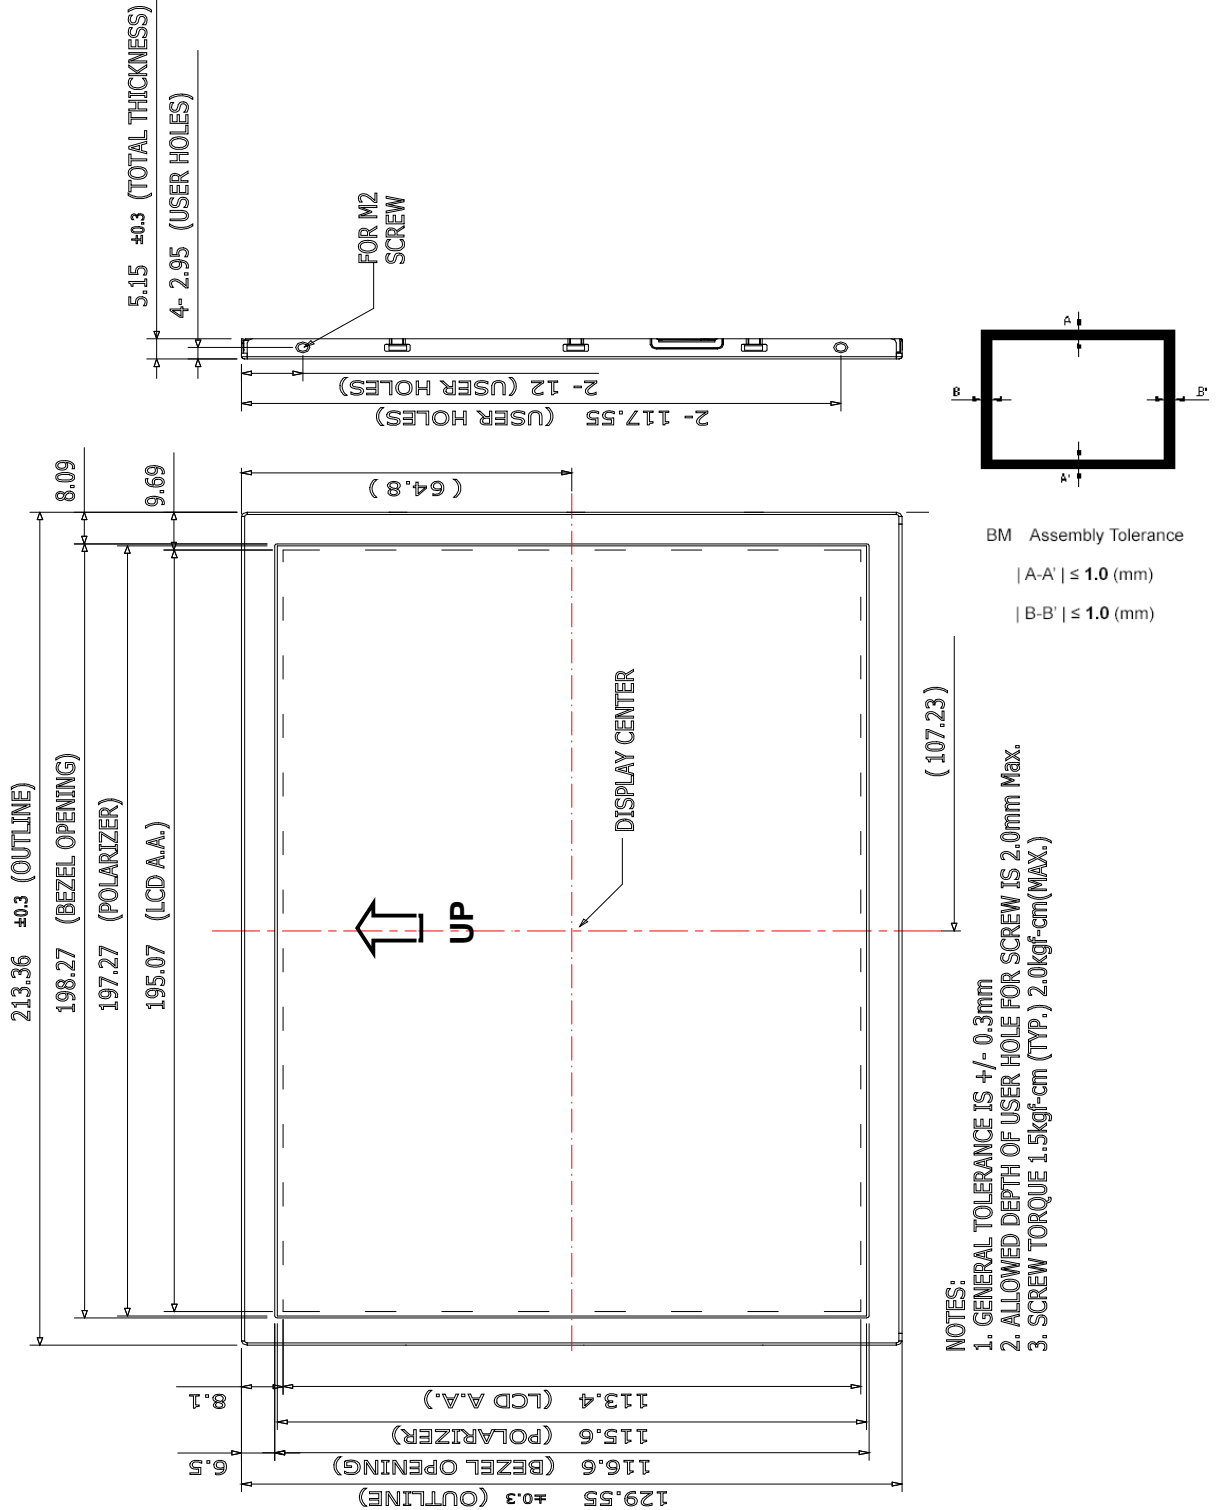 5.15 ±0.3 (TOTAL THICKNESS)
4- 2.95 (USER HOLES)
FOR M2
SCREW
2- 12 (USER HOLES)
2- 117.55 (USER HOLES)
A
B
B'
A'
BM Assembly Tolerance
| A-A' | ≤ 1.0 (mm)
| B-B' | ≤ 1.0 (mm)
8.09
9.69
( 64.8 )
213.36 ±0.3 (OUTLINE)
198.27 (BEZEL OPENING)
197.27 (POLARIZER)
195.07 (LCD A.A.)
UP
DISPLAY CENTER
( 107.23 )
8.1
113.4 (LCD A.A.)
115.6 (POLARIZER)
6.5
116.6 (BEZEL OPENING)
129.55 ±0.3 (OUTLINE)
NOTES:
1. GENERAL TOLERANCE IS +/- 0.3mm
2. ALLOWED DEPTH OF USER HOLE FOR SCREW IS 2.0mm Max.
3. SCREW TORQUE 1.5kgf-cm (TYP.) 2.0kgf-cm(MAX.)